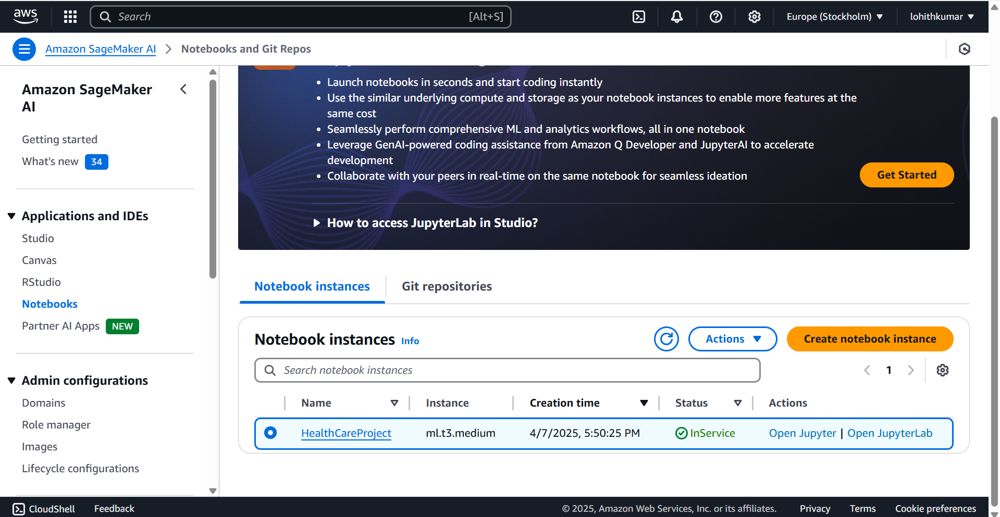 aws
Search [Alt+S]
Europe (Stockholm)
lohithkumar
Amazon SageMaker AI
Notebooks and Git Repos
Amazon SageMaker
AI
Getting started
What's new 34
Applications and IDEs
Studio
Canvas
RStudio
Notebooks
Partner AI Apps NEW
Admin configurations
Domains
Role manager
Images
Lifecycle configurations
• Launch notebooks in seconds and start coding instantly
• Use the similar underlying compute and storage as your notebook instances to enable more features at the
same cost
• Seamlessly perform comprehensive ML and analytics workflows, all in one notebook
• Leverage GenAI-powered coding assistance from Amazon Q Developer and JupyterAI to accelerate
development
• Collaborate with your peers in real-time on the same notebook for seamless ideation
Get Started
How to access JupyterLab in Studio?
Notebook instances
Git repositories
Notebook instances Info
Actions
Create notebook instance
Search notebook instances
1
Name Instance Creation time Status Actions
HealthCareProject ml.t3.medium 4/7/2025, 5:50:25 PM InService Open Jupyter | Open JupyterLab
CloudShell Feedback
© 2025, Amazon Web Services, Inc. or its affiliates. Privacy Terms Cookie preferences